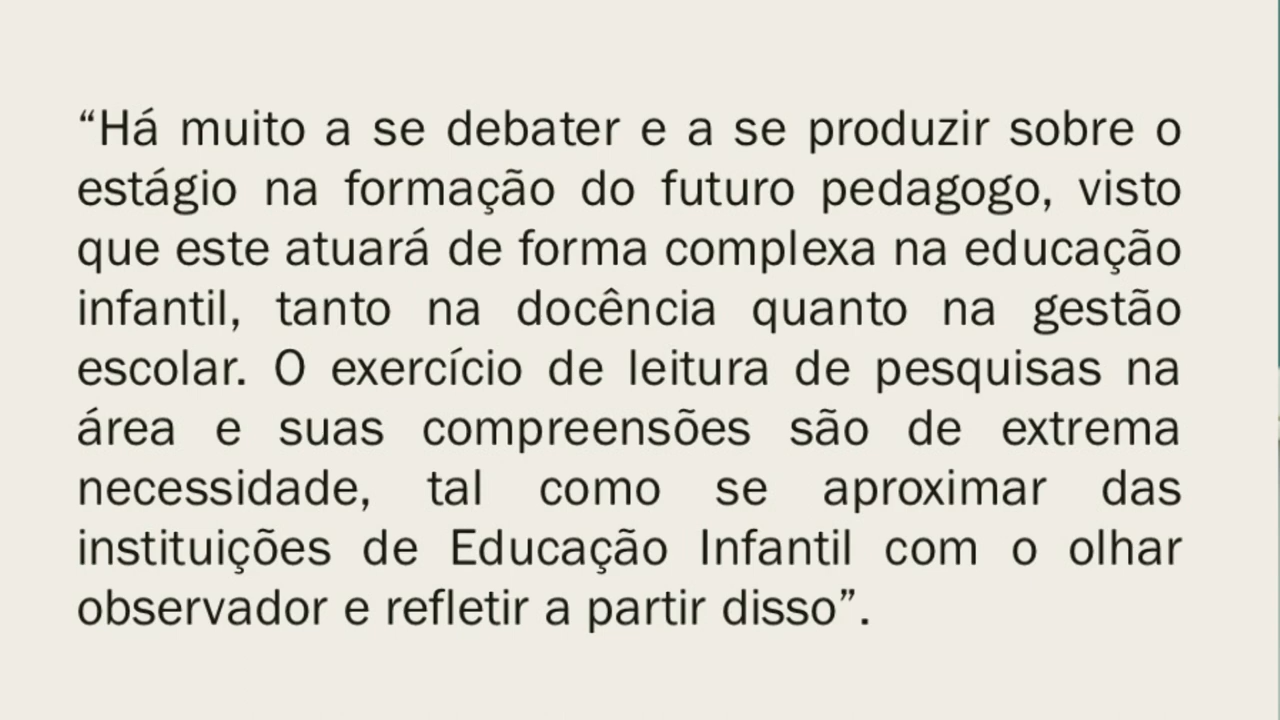 “Há muito a se debater e a se produzir sobre o
estágio na formação do futuro pedagogo, visto
que este atuará de forma complexa na educação
infantil, tanto na docência quanto na gestão
escolar. O exercício de leitura de pesquisas na
área e suas compreensões são de extrema
necessidade, tal como se aproximar das
instituições de Educação Infantil com o olhar
observador e refletir a partir disso”.